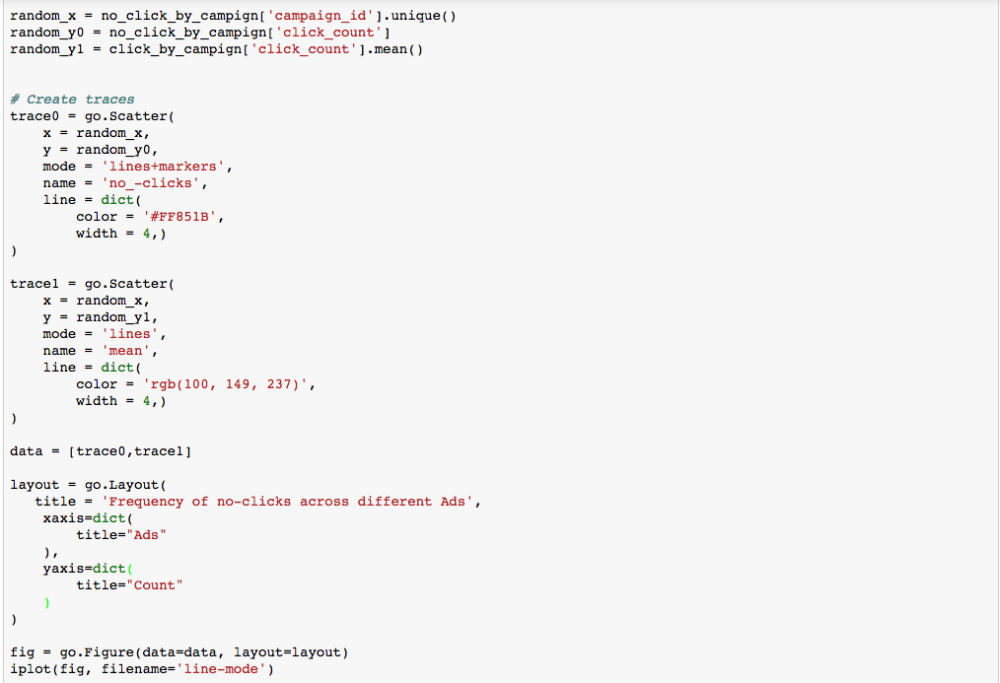 random_x = no_click_by_campign['campaign_id'].unique()
random_y0 = no_click_by_campign['click_count']
random_y1 = click_by_campign['click_count'].mean()
# Create traces
trace0 = go.Scatter(
    x = random_x,
    y = random_y0,
    mode = 'lines+markers',
    name = 'no_-clicks',
    line = dict(
        color = '#FF851B',
        width = 4,)
)
trace1 = go.Scatter(
    x = random_x,
    y = random_y1,
    mode = 'lines',
    name = 'mean',
    line = dict(
        color = 'rgb(100, 149, 237)',
        width = 4,)
)
data = [trace0,trace1]
layout = go.Layout(
   title = 'Frequency of no-clicks across different Ads',
    xaxis=dict(
        title="Ads"
    ),
    yaxis=dict(
        title="Count"
    )
)
fig = go.Figure(data=data, layout=layout)
iplot(fig, filename='line-mode')